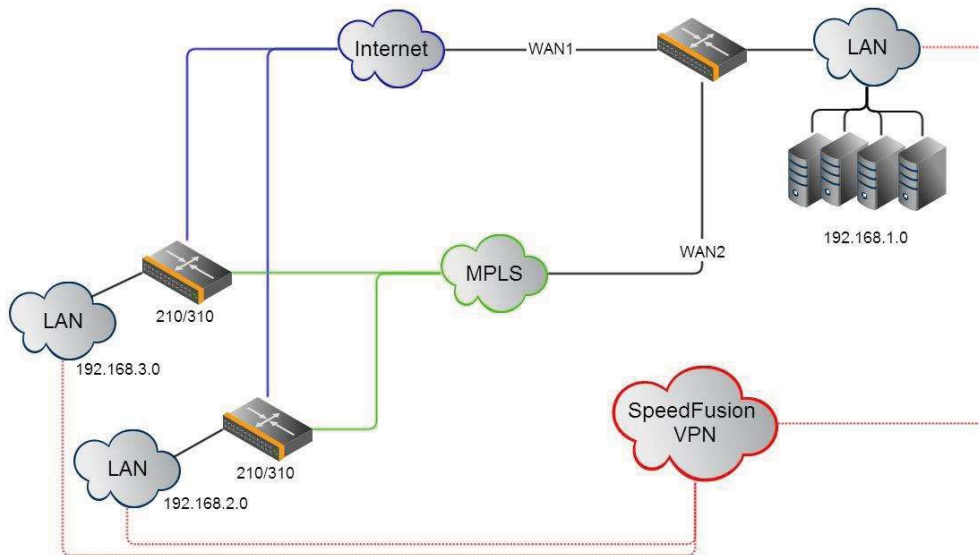 Internet
WAN1
LAN
192.168.1.0
WAN2
MPLS
210/310
LAN
192.168.3.0
SpeedFusion
VPN
210/310
LAN
192.168.2.0